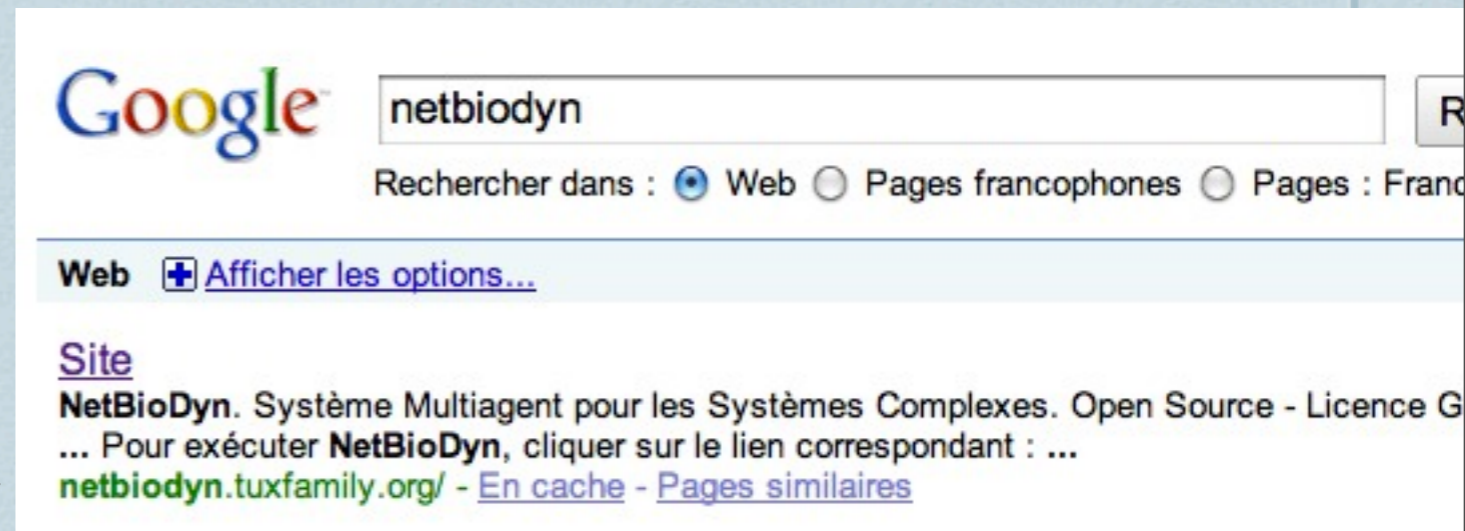 Google
netbiodyn
R
Rechercher dans : Web Pages francophones Pages : Franc
Web Afficher les options...
Site
NetBioDyn. Système Multiagent pour les Systèmes Complexes. Open Source - Licence G
... Pour exécuter NetBioDyn, cliquer sur le lien correspondant : ...
netbiodyn.tuxfamily.org/ - En cache - Pages similaires